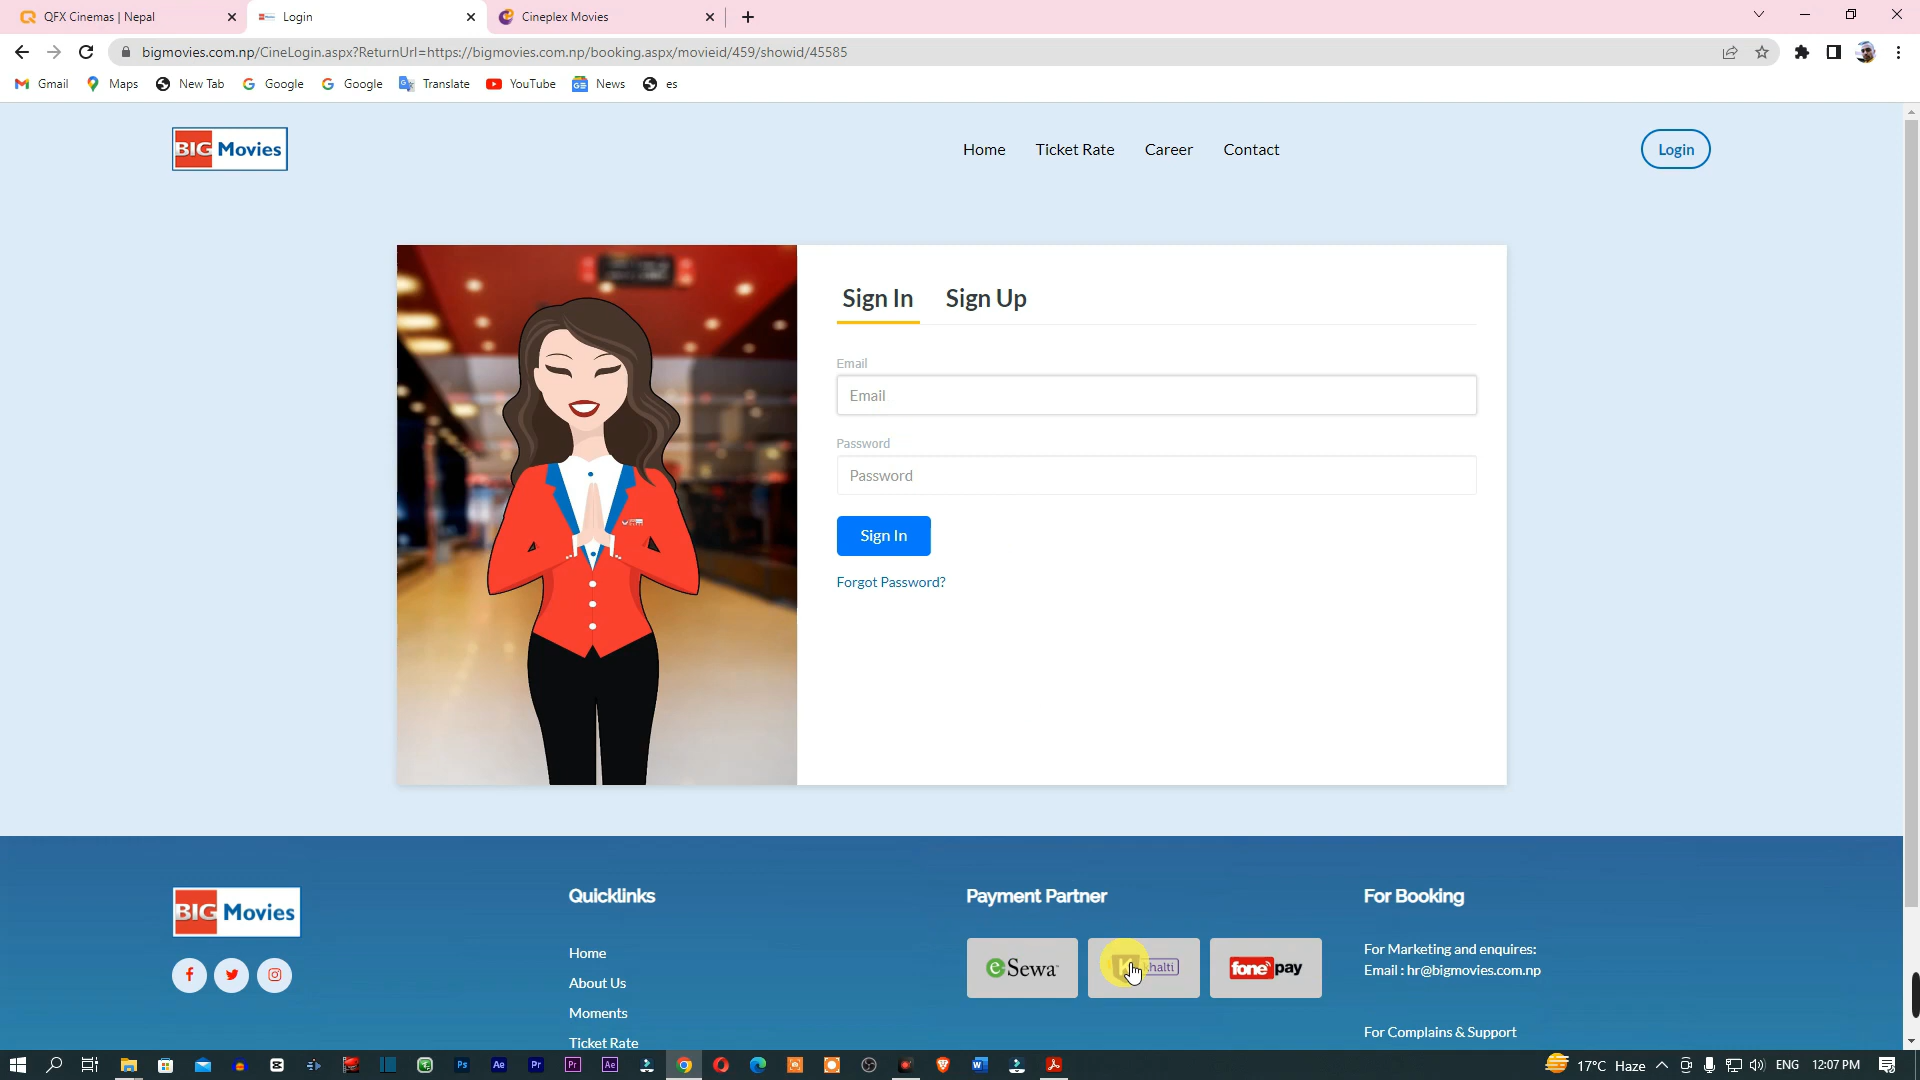 QFX Cinemas | Nepal
Login
Cineplex Movies
bigmovies.com.np/CineLogin.aspx?ReturnUrl=https://bigmovies.com.np/booking.aspx/movieid/459/showid/45585
Gmail Maps New Tab Google Google Translate YouTube News es
BIG Movies
Home Ticket Rate Career Contact
Login
Sign In Sign Up
Email
Email
Password
Password
Sign In
Forgot Password?
BIG Movies
Quicklinks
Home
About Us
Moments
Ticket Rate
Payment Partner
eSewa
khalti
fonepay
For Booking
For Marketing and enquires:
Email : hr@bigmovies.com.np
For Complains & Support
17°C Haze ENG 12:07 PM